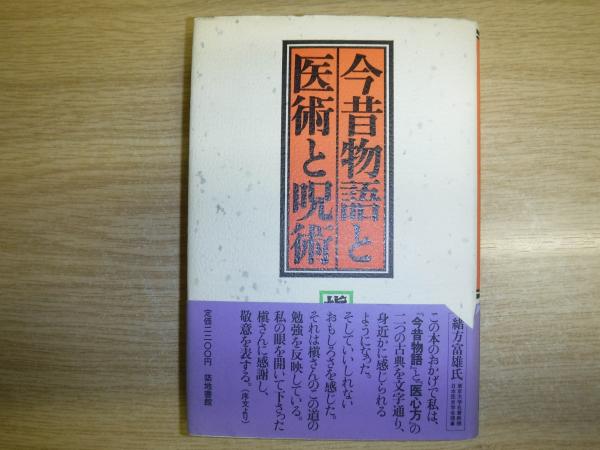 今昔物語と
医術と呪術
緒方富雄氏
この本のおかげで私は、
『今昔物語』と『医心方』の
二つの古典を文字通り、
身近かに感じられる
ようになった。
そしていいしれない
おもしろさを感じた。
それは槇さんのこの道の
勉強を反映している。
私の眼を開いて下さった
槇さんに感謝し、
敬意を表する。(序文より)
定価二二〇〇円 築地書館